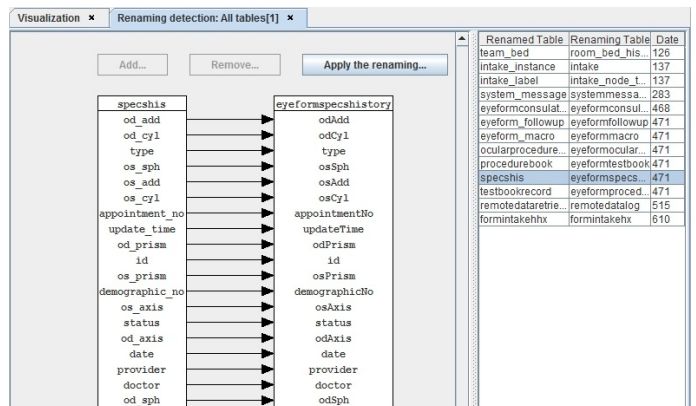 Visualization × Renaming detection: All tables[1] ×
Add... Remove... Apply the renaming...
specshis eyeformspecshistory
od_add odAdd
od_cyl odCyl
type type
os_sph osSph
os_add osAdd
os_cyl osCyl
appointment_no appointmentNo
update_time updateTime
od_prism odPrism
id id
os_prism osPrism
demographic_no demographicNo
os_axis osAxis
status status
od_axis odAxis
date date
provider provider
doctor doctor
od_sph odSph
Renamed Table Renaming Table Date
team_bed room_bed_his... 126
intake_instance intake 137
intake_label intake_node_t... 137
system_message systemmessa... 283
eyeformconsulat... eyeformconsul... 468
eyeform_followup eyeformfollowup 471
eyeform_macro eyeformmacro 471
ocularprocedure... eyeformocular... 471
procedurebook eyeformtestbook 471
specshis eyeformspecs... 471
testbookrecord eyeformproced... 471
remotedataretrie... remotedatalog 515
formintakehhx formintakehx 610